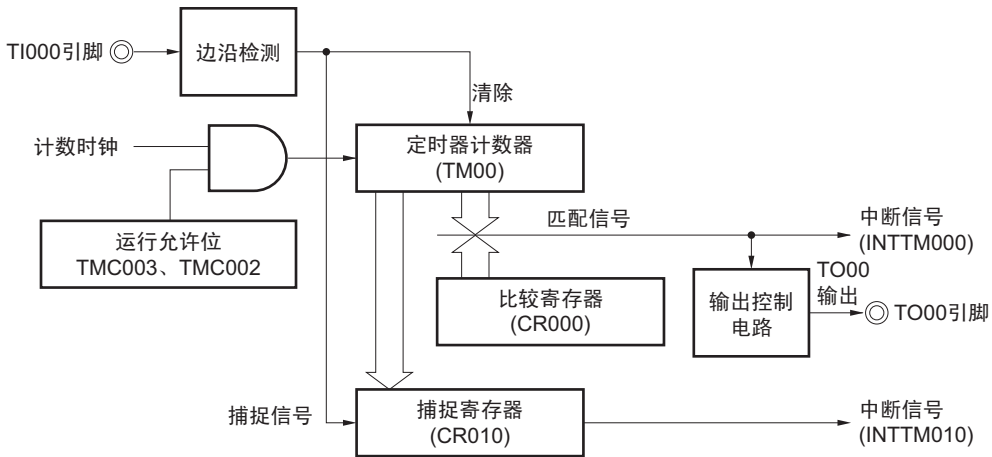 TI000引脚
边沿检测
清除
计数时钟
定时器计数器
(TM00)
运行允许位
TMC003、TMC002
匹配信号
中断信号
(INTTM000)
比较寄存器
(CR000)
输出控制
电路
TO00
输出
TO00引脚
捕捉信号
捕捉寄存器
(CR010)
中断信号
(INTTM010)